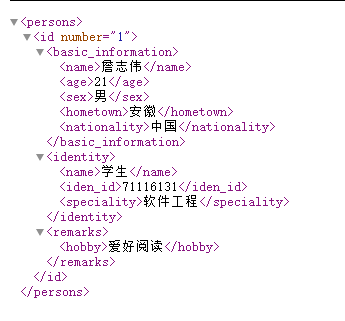 <persons>
<id number="1">
<basic_information>
<name>詹志伟</name>
<age>21</age>
<sex>男</sex>
<hometown>安徽</hometown>
<nationality>中国</nationality>
</basic_information>
<identity>
<name>学生</name>
<iden_id>71116131</iden_id>
<speciality>软件工程</speciality>
</identity>
<remarks>
<hobby>爱好阅读</hobby>
</remarks>
</id>
</persons>